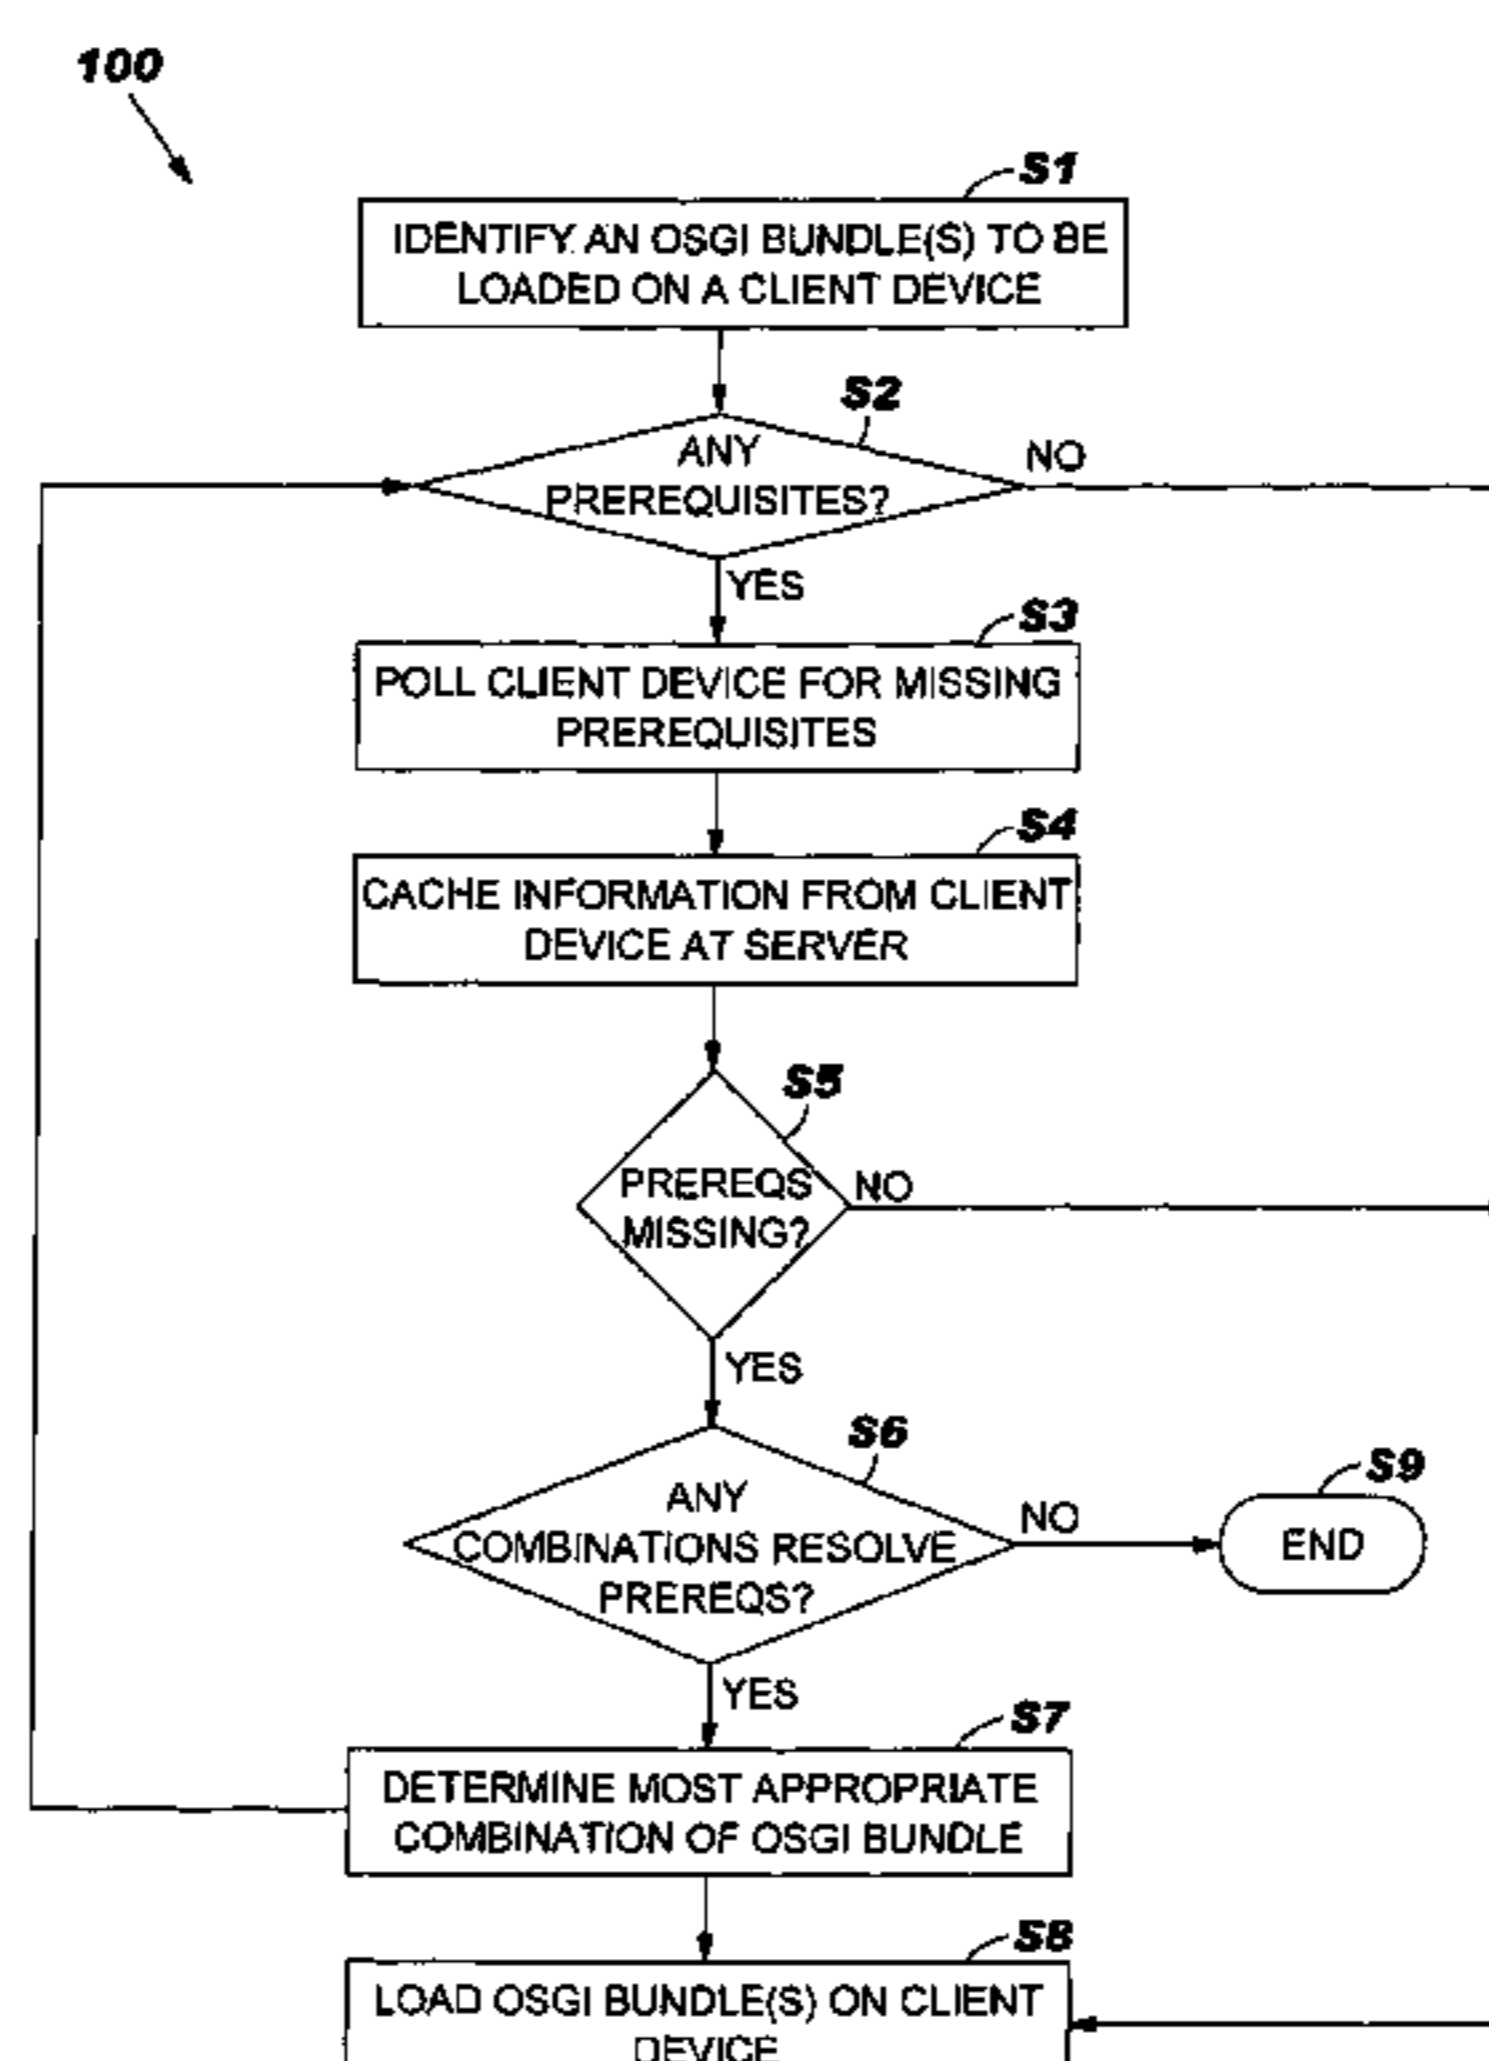 100
S1
IDENTIFY AN OSGI BUNDLE(S) TO BE
LOADED ON A CLIENT DEVICE
S2
ANY
PREREQUISITES?
NO
YES
S3
POLL CLIENT DEVICE FOR MISSING
PREREQUISITES
S4
CACHE INFORMATION FROM CLIENT
DEVICE AT SERVER
S5
PREREQS
MISSING?
NO
YES
S6
ANY
COMBINATIONS RESOLVE
PREREQS?
NO
S9
END
YES
S7
DETERMINE MOST APPROPRIATE
COMBINATION OF OSGI BUNDLE
S8
LOAD OSGI BUNDLE(S) ON CLIENT
DEVICE